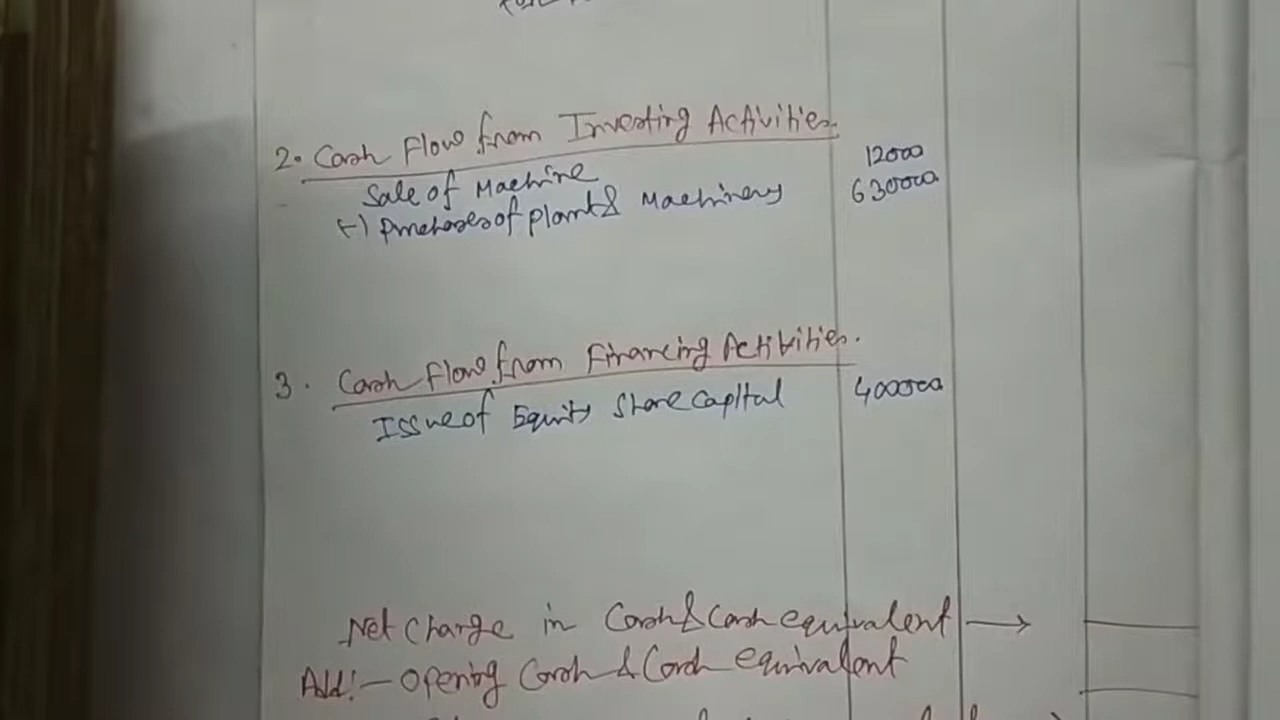 2. Cash Flow from Investing Activities.
Sale of Machine 12000
(-) Purchases of plant & Machinery 630000
3. Cash Flow from Financing Activities.
Issue of Equity Share Capital 400000
Net Change in Cash & Cash equivalent →
Add:- Opening Cash & Cash equivalent